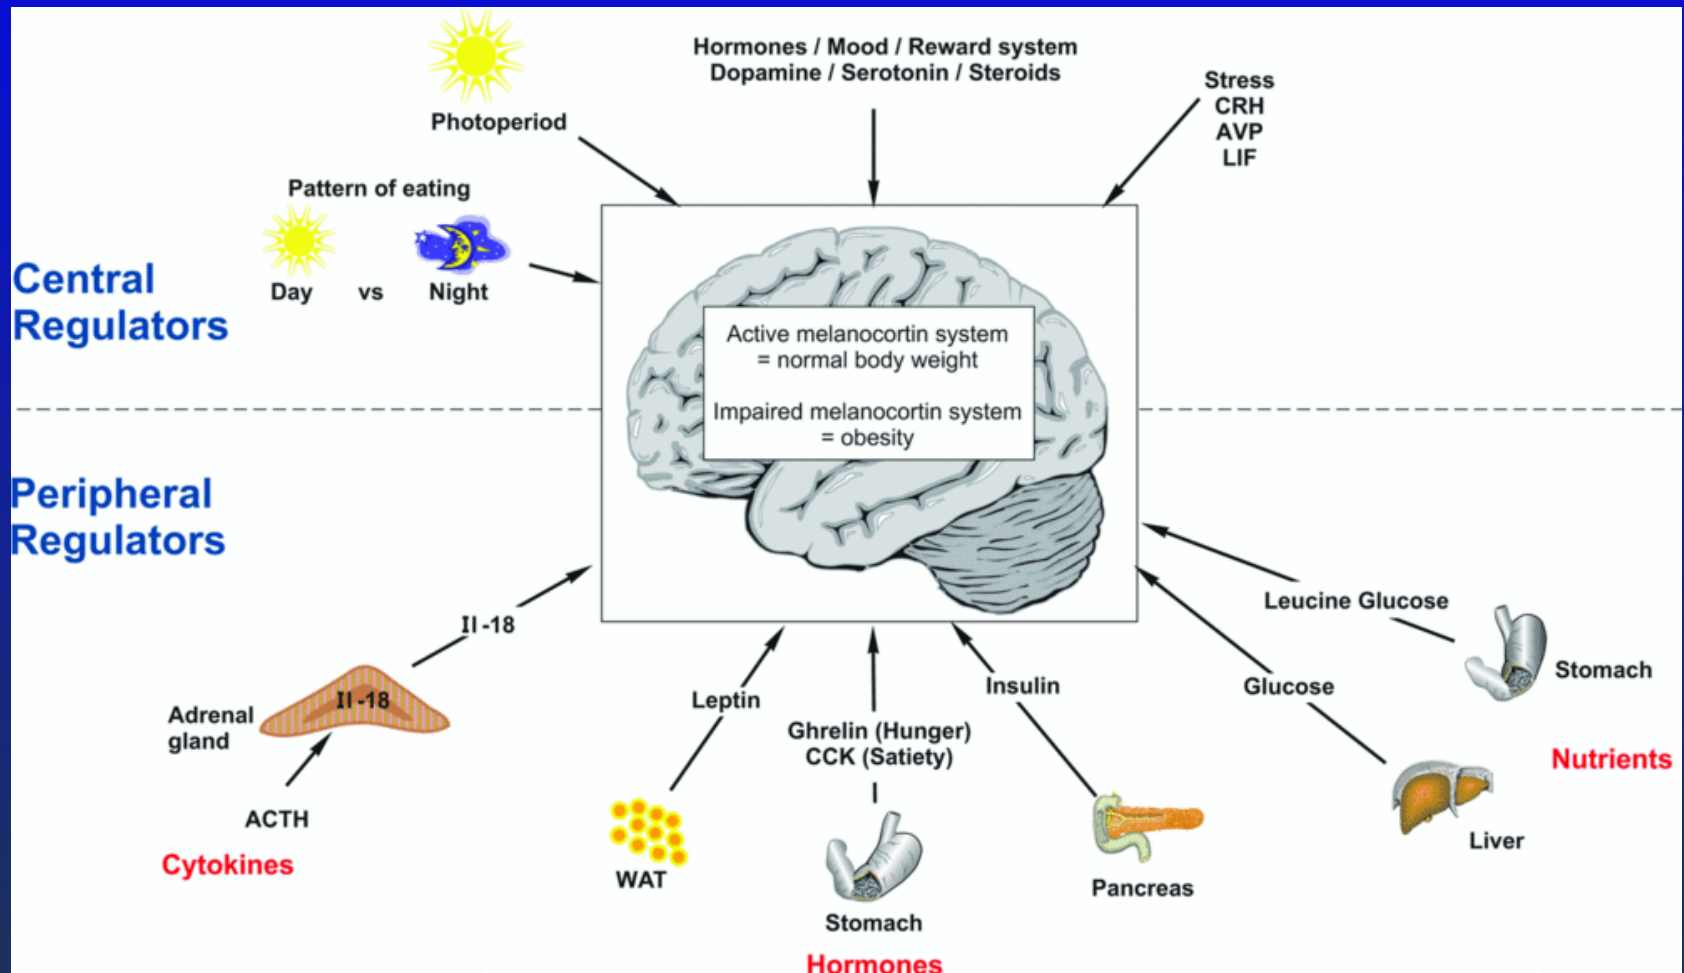 Hormones / Mood / Reward system
Dopamine / Serotonin / Steroids
Stress
CRH
AVP
LIF
Photoperiod
Pattern of eating
Day vs Night
Central
Regulators
Active melanocortin system
= normal body weight
Impaired melanocortin system
= obesity
Peripheral
Regulators
Il-18
Il-18
Adrenal
gland
ACTH
Cytokines
Leptin
WAT
Ghrelin (Hunger)
CCK (Satiety)
Stomach
Hormones
Insulin
Pancreas
Leucine Glucose
Stomach
Glucose
Liver
Nutrients